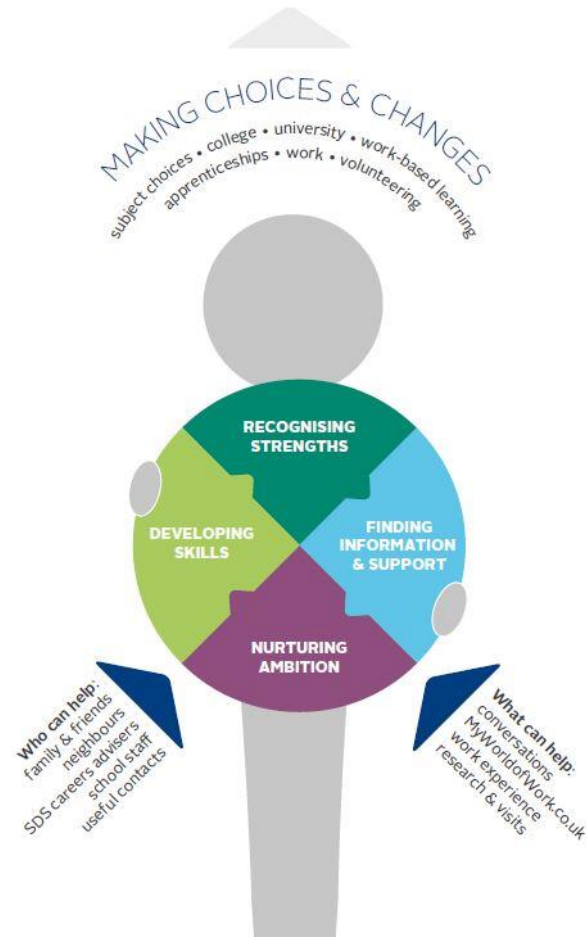 MAKING CHOICES & CHANGES
subject choices • college • university • work-based learning
apprenticeships • work • volunteering
RECOGNISING
STRENGTHS
DEVELOPING
SKILLS
FINDING
INFORMATION
& SUPPORT
NURTURING
AMBITION
Who can help:
family & friends
neighbours
SDS careers advisers
school staff
useful contacts
What can help:
conversations
MyWorldofWork.co.uk
work experience
research & visits